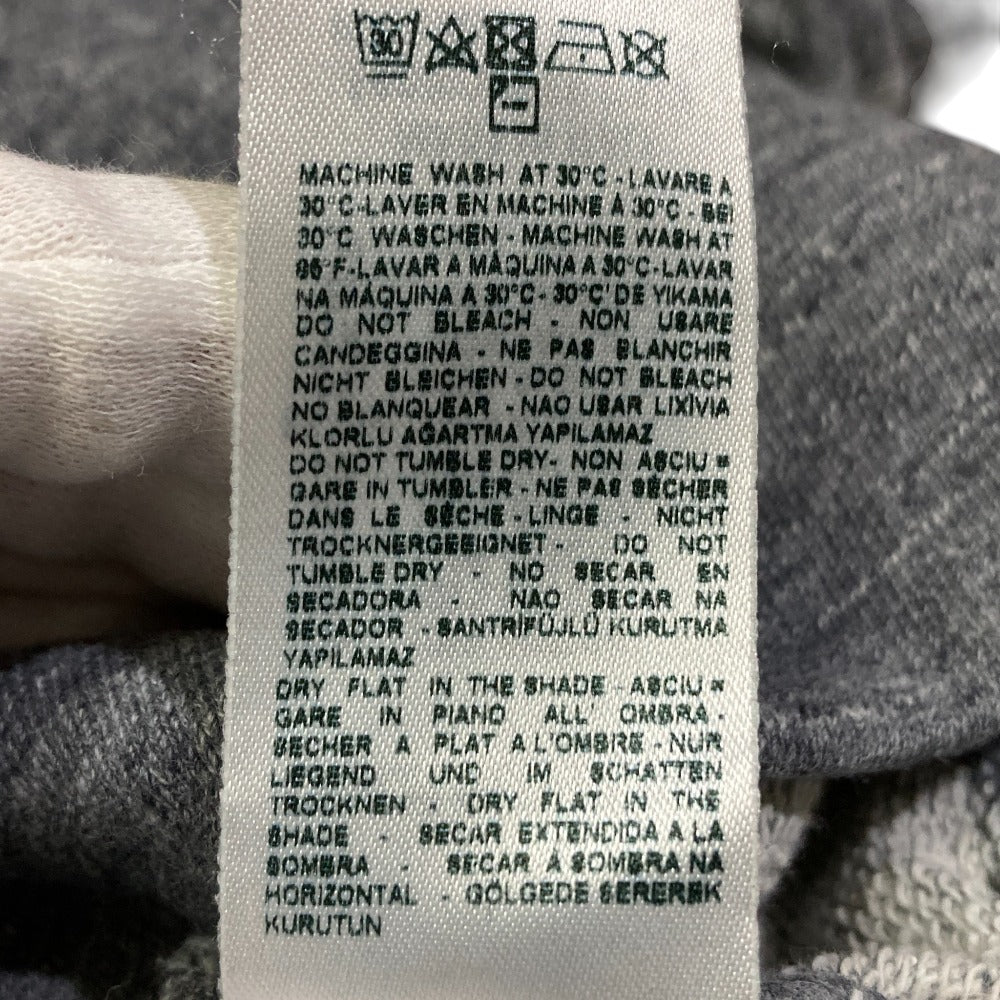 30
MACHINE WASH AT 30°C - LAVARE A
30°C - LAVER EN MACHINE À 30°C - BEI
30°C WASCHEN - MACHINE WASH AT
86°F - LAVAR A MÁQUINA A 30°C - LAVAR
NA MÁQUINA A 30°C - 30°C' DE YIKAMA
DO NOT BLEACH - NON USARE
CANDEGGINA - NE PAS BLANCHIR
NICHT BLEICHEN - DO NOT BLEACH
NO BLANQUEAR - NAO USAR LIXÍVIA
KLORLU AĞARTMA YAPILAMAZ
DO NOT TUMBLE DRY - NON ASCIU =
GARE IN TUMBLER - NE PAS SÉCHER
DANS LE SÈCHE - LINGE - NICHT
TROCKNERGEEIGNET - DO NOT
TUMBLE DRY - NO SECAR EN
SECADORA - NAO SECAR NA
SECADOR - SANTRİFÜJLÜ KURUTMA
YAPILAMAZ
DRY FLAT IN THE SHADE - ASCIU =
GARE IN PIANO ALL' OMBRA -
SECHER A PLAT A L'OMBRE - NUR
LIEGEND UND IM SCHATTEN
TROCKNEN - DRY FLAT IN THE
SHADE - SECAR EXTENDIDA A LA
SOMBRA - SECAR À SOMBRA NA
HORIZONTAL - GÖLGEDE SEREREK
KURUTUN